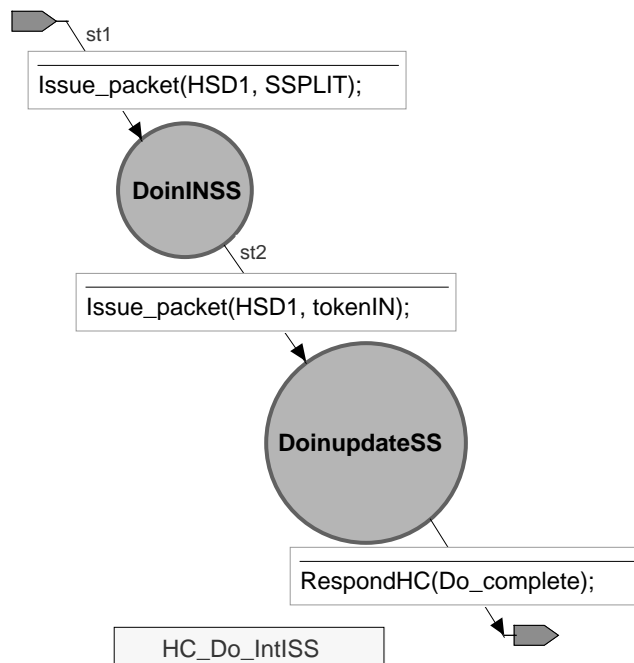 st1
Issue_packet(HSD1, SSPLIT);
DoinINSS
st2
Issue_packet(HSD1, tokenIN);
DoinupdateSS
RespondHC(Do_complete);
HC_Do_IntISS